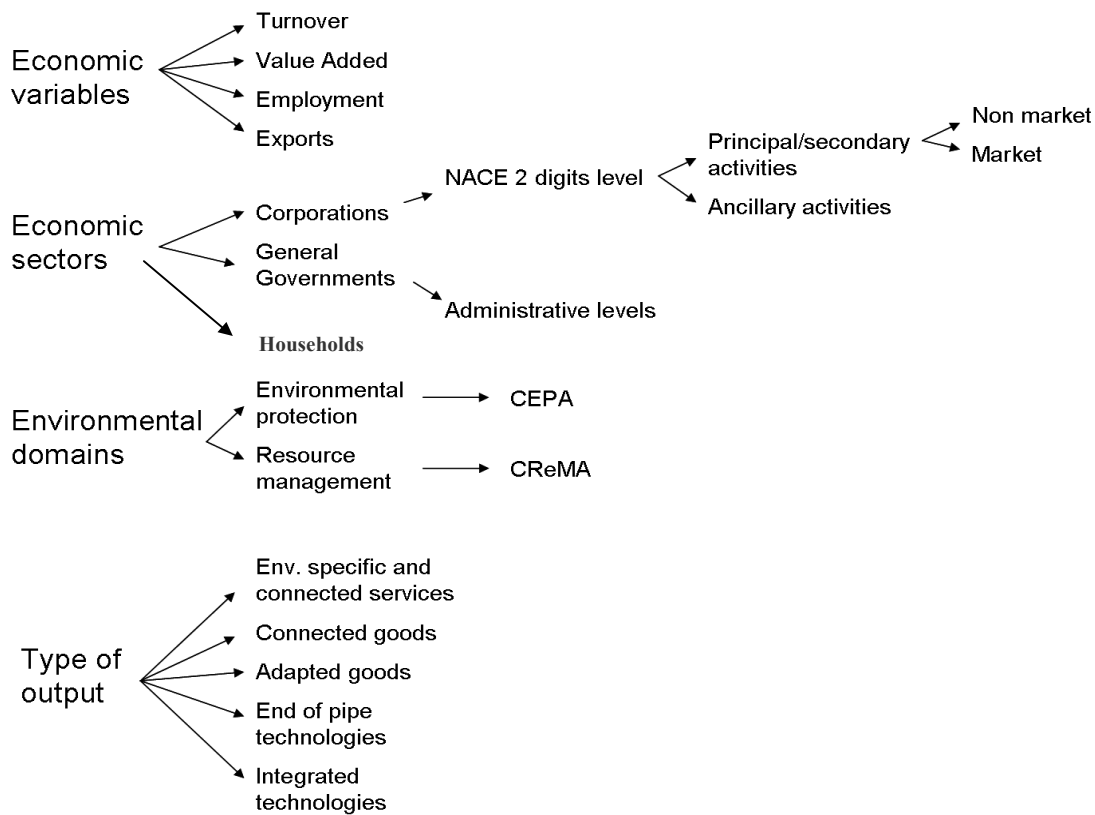 Economic
variables
Turnover
Value Added
Employment
Exports
Economic
sectors
Corporations
General
Governments
Households
NACE 2 digits level
Administrative levels
Principal/secondary
activities
Ancillary activities
Non market
Market
Environmental
domains
Environmental
protection
CEPA
Resource
management
CReMA
Type of
output
Env. specific and
connected services
Connected goods
Adapted goods
End of pipe
technologies
Integrated
technologies